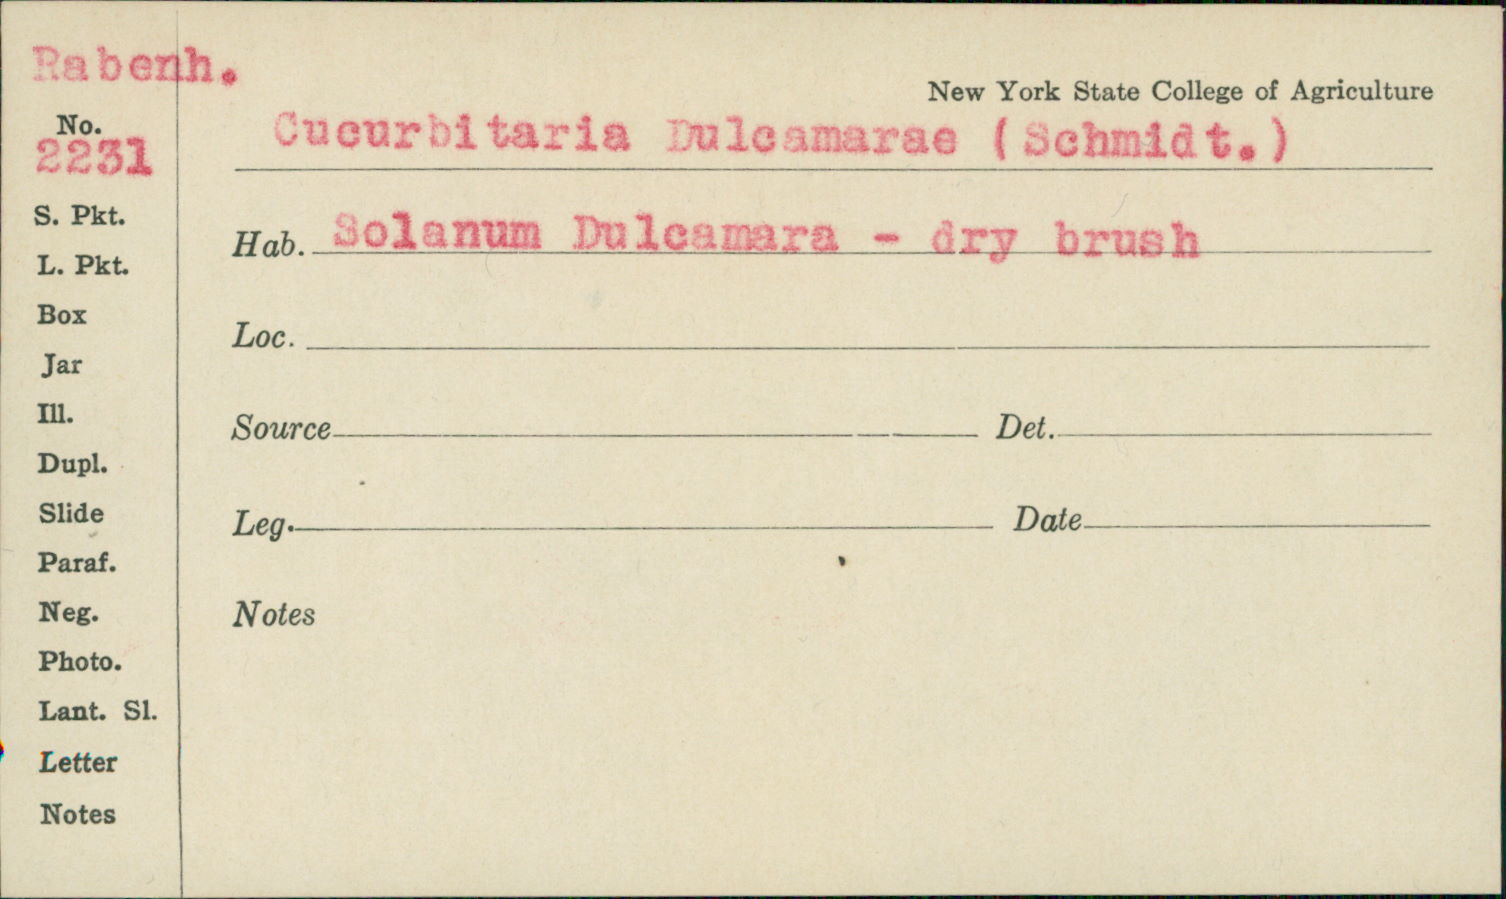 Rabenh.
New York State College of Agriculture
No.
2231
Cucurbitaria Dulcamarae (Schmidt.)
Hab. Solanum Dulcamara - dry brush
Loc.
Source Det.
Leg. Date
Notes
S. Pkt.
L. Pkt.
Box
Jar
Ill.
Dupl.
Slide
Paraf.
Neg.
Photo.
Lant. Sl.
Letter
Notes